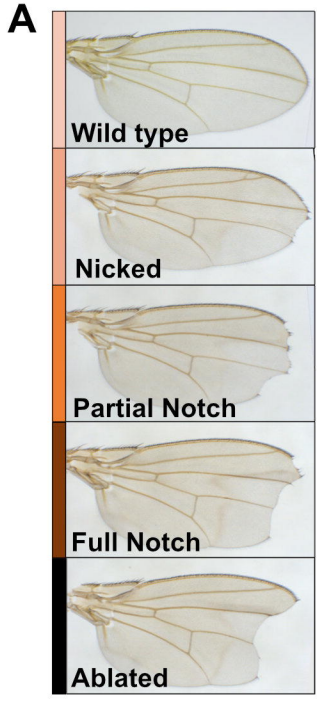 A
Wild type
Nicked
Partial Notch
Full Notch
Ablated